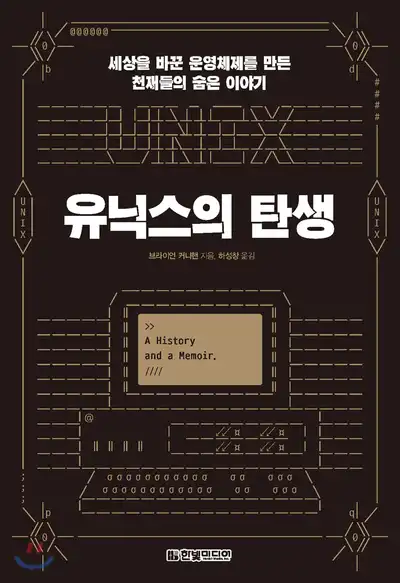 000000
세상을 바꾼 운영체제를 만든
천재들의 숨은 이야기
UNIX
유닉스의 탄생
UNIX
UNIX
브라이언 커니핸 지음, 하성창 옮김
>>
A History
and a Memoir.
////
한빛미디어